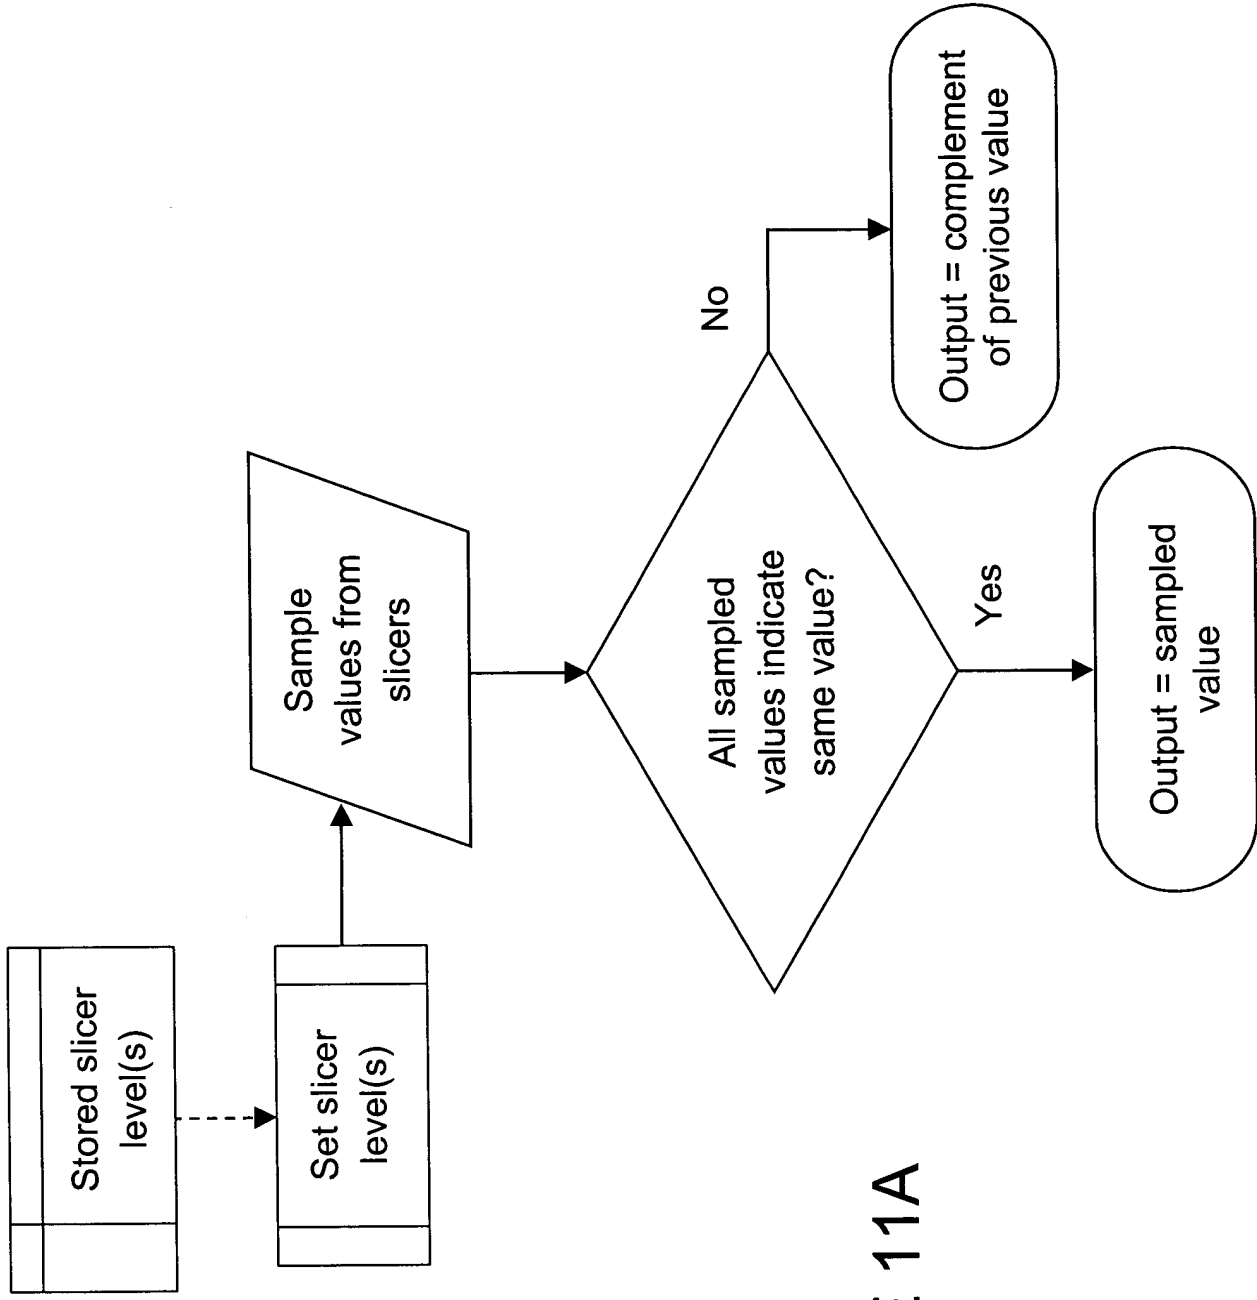 Stored slicer
level(s)
Set slicer
level(s)
Sample
values from
slicers
All sampled
values indicate
same value?
No
Output = complement
of previous value
Yes
Output = sampled
value
11A